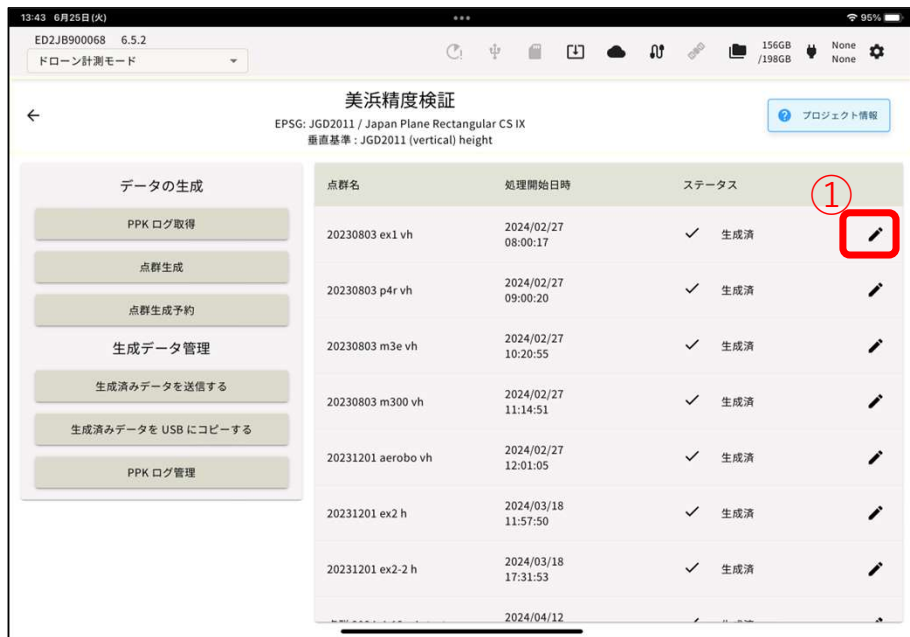 13:43 6月25日(火)
95%
ED2JB900068 6.5.2
ドローン計測モード
156GB
/198GB
None
None
美浜精度検証
EPSG: JGD2011 / Japan Plane Rectangular CS IX
垂直基準 : JGD2011 (vertical) height
? プロジェクト情報
データの生成
PPK ログ取得
点群生成
点群生成予約
生成データ管理
生成済みデータを送信する
生成済みデータを USB にコピーする
PPK ログ管理
点群名 処理開始日時 ステータス
①
20230803 ex1 vh 2024/02/27 08:00:17 生成済
20230803 p4r vh 2024/02/27 09:00:20 生成済
20230803 m3e vh 2024/02/27 10:20:55 生成済
20230803 m300 vh 2024/02/27 11:14:51 生成済
20231201 aerobo vh 2024/02/27 12:01:05 生成済
20231201 ex2 h 2024/03/18 11:57:50 生成済
20231201 ex2-2 h 2024/03/18 17:31:53 生成済
2024/04/12